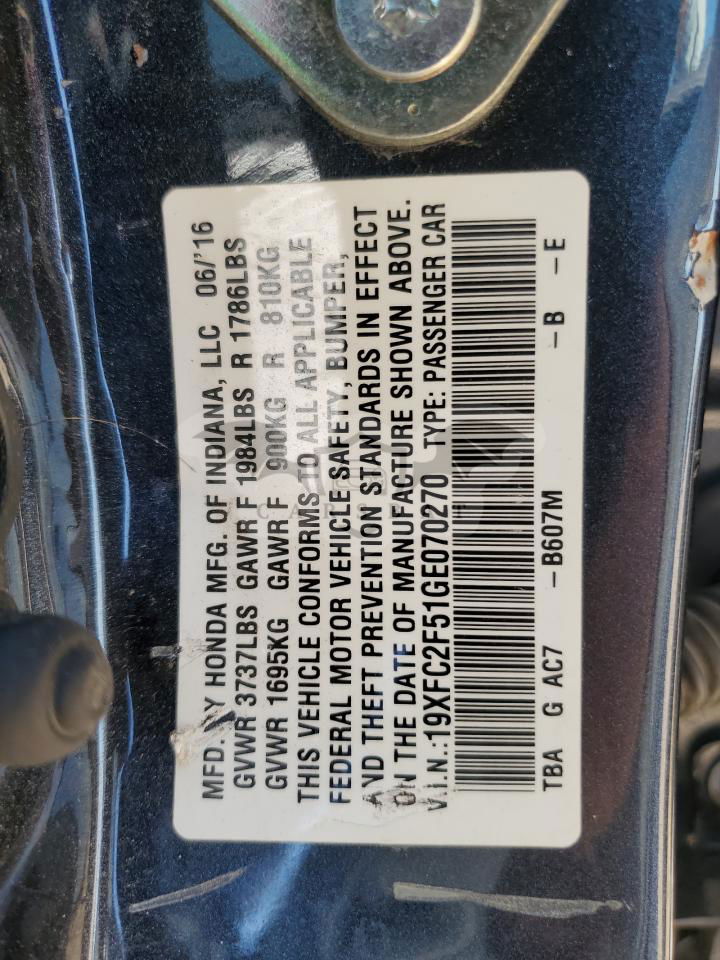 MFD. BY HONDA MFG. OF INDIANA, LLC 06/'16
GVWR 3737LBS GAWR F 1984LBS R 1786LBS
GVWR 1695KG GAWR F 900KG R 810KG
THIS VEHICLE CONFORMS TO ALL APPLICABLE
FEDERAL MOTOR VEHICLE SAFETY, BUMPER,
AND THEFT PREVENTION STANDARDS IN EFFECT
ON THE DATE OF MANUFACTURE SHOWN ABOVE.
V.I.N.:19XFC2F51GE070270 TYPE: PASSENGER CAR
TBA G AC7 -B607M -B -E